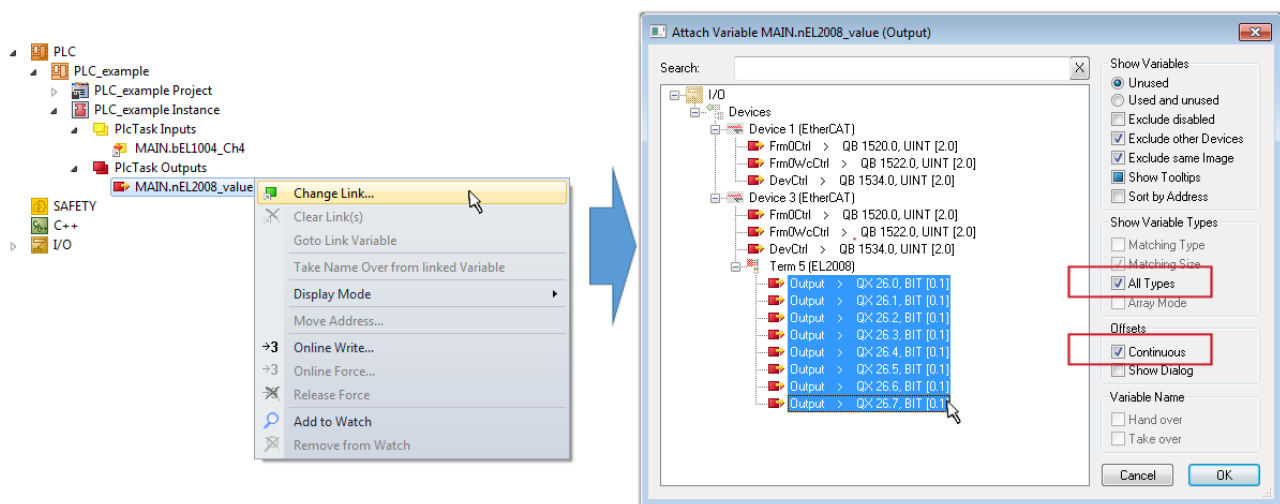 PLC
PLC_example
PLC_example Project
PLC_example Instance
PlcTask Inputs
MAIN.bEL1004_Ch4
PlcTask Outputs
MAIN.nEL2008_value
SAFETY
C++
I/O
Change Link...
Clear Link(s)
Goto Link Variable
Take Name Over from linked Variable
Display Mode
Move Address...
Online Write...
Online Force...
Release Force
Add to Watch
Remove from Watch
Attach Variable MAIN.nEL2008_value (Output)
Search:
I/O
Devices
Device 1 (EtherCAT)
Frm0Ctrl > QB 1520.0, UINT [2.0]
Frm0WcCtrl > QB 1522.0, UINT [2.0]
DevCtrl > QB 1534.0, UINT [2.0]
Device 3 (EtherCAT)
Frm0Ctrl > QB 1520.0, UINT [2.0]
Frm0WcCtrl > QB 1522.0, UINT [2.0]
DevCtrl > QB 1534.0, UINT [2.0]
Term 5 (EL2008)
Output > QX 26.0, BIT [0.1]
Output > QX 26.1, BIT [0.1]
Output > QX 26.2, BIT [0.1]
Output > QX 26.3, BIT [0.1]
Output > QX 26.4, BIT [0.1]
Output > QX 26.5, BIT [0.1]
Output > QX 26.6, BIT [0.1]
Output > QX 26.7, BIT [0.1]
Show Variables
Unused
Used and unused
Exclude disabled
Exclude other Devices
Exclude same Image
Show Tooltips
Sort by Address
Show Variable Types
Matching Type
Matching Size
All Types
Array Mode
Offsets
Continuous
Show Dialog
Variable Name
Hand over
Take over
Cancel
OK